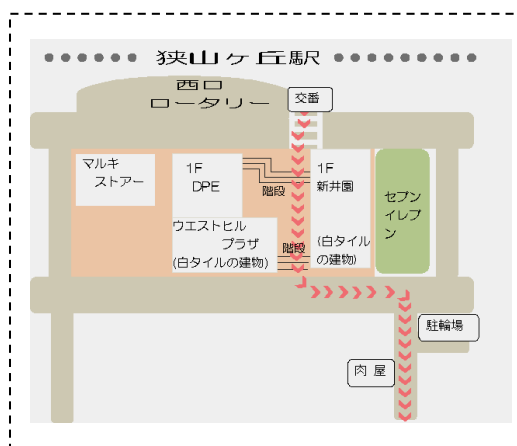 狭山ヶ丘駅
西口
ロータリー
交番
マルキ
ストアー
1F
DPE
階段
1F
新井園
セブン
イレブ
ン
ウエストヒル
プラザ
(白タイルの建物)
階段
(白タイル
の建物)
駐輪場
肉屋